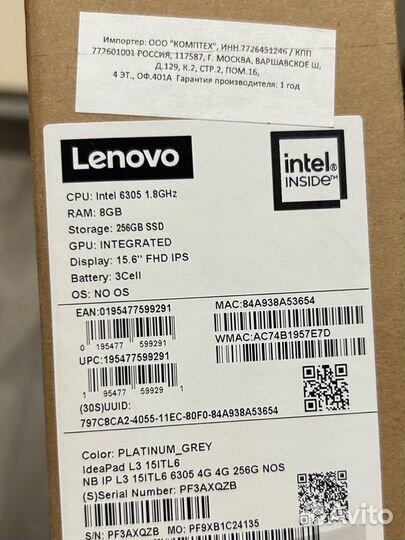 Импортер: ООО "КОМПТЕХ", ИНН.7726451246 / КПП
772601001 РОССИЯ, 117587, Г. МОСКВА, ВАРШАВСКОЕ Ш,
Д.129, К.2, СТР.2, ПОМ.16,
4 ЭТ., ОФ.401А Гарантия производителя: 1 год
Lenovo
intel®
INSIDE™
CPU: Intel 6305 1.8GHz
RAM: 8GB
Storage: 256GB SSD
GPU: INTEGRATED
Display: 15.6'' FHD IPS
Battery: 3Cell
OS: NO OS
EAN:0195477599291
MAC:84A938A53654
0 195477 599291
WMAC:AC74B1957E7D
UPC:195477599291
1 95477 59929 1
(30S)UUID:
797C8CA2-4055-11EC-80F0-84A938A53654
Color: PLATINUM_GREY
IdeaPad L3 15ITL6
NB IP L3 15ITL6 6305 4G 4G 256G NOS
(S)Serial Number: PF3AXQZB
S/N: PF3AXQZB MO: PF9XB1C24135
Avito